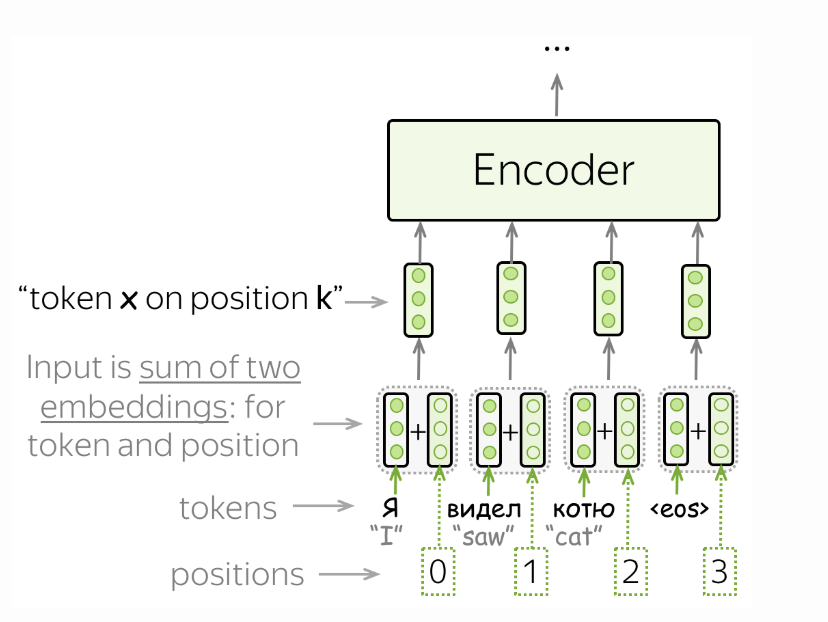 ...
Encoder
“token x on position k”
Input is sum of two
embeddings: for
token and position
+ + + +
tokens Я видел котю <eos>
“I” “saw” “cat”
positions 0 1 2 3